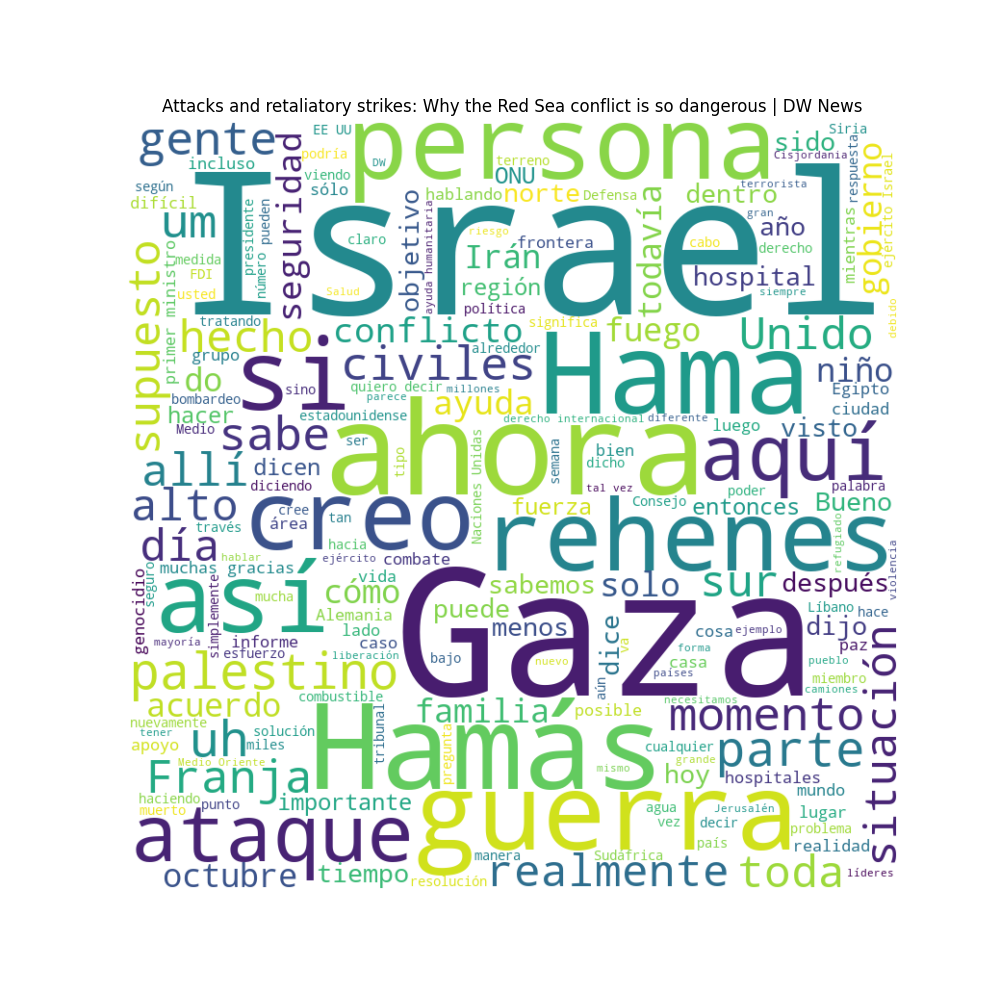 Attacks and retaliatory strikes: Why the Red Sea conflict is so dangerous | DW News
gente
EE UU
persona
sido
Siria
incluso
podría
DW
terreno
Cisjordania
seguridad
viendo
ONU
respuesta
según
sólo
hablando
norte
Defensa
dentro
terrorista
gobierno
difícil
Israel
um
presidente
número
pueden
objetivo
ayuda humanitaria
riesgo
todavía
gran
año
mientras
ejército Israel
claro
Irán
frontera
cabo
derecho
supuesto
primer ministro
medida
FDI
región
hospital
usted
Salud
política
siempre
debido
tratando
hecho
conflicto
significa
fuego
Unido
grupo
si
civiles
alrededor
Hama
niño
do
sino
quiero decir
millones
Egipto
bombardeo
parece
ayuda
hacer
estadounidense
derecho internacional
diferente
ciudad
Medio
sabe
ser
ahora
bien
luego
visto
aquí
allí
dicen
tipo
Naciones Unidas
semana
dicho
diciendo
tal vez
poder
palabra
alto
creo
cree
fuerza
Consejo
entonces
Bueno
área
tan
través
rehenes
refugiado
violencia
día
hacia
hablar
ejército
combate
muchas gracias
vida
sabemos
solo
sur
después
genocidio
seguro
así
simplemente
mucha
cómo
Gaza
Alemania
puede
Líbano
hace
lado
menos
dice
va
cosa
ejemplo
dijo
mayoría
informe
caso
paz
esfuerzo
liberación
bajo
nuevo
forma
casa
pueblo
situación
palestino
aún
países
miembro
combustible
camiones
acuerdo
familia
posible
necesitamos
momento
nuevamente
tener
uh
solución
Hamás
tribunal
apoyo
miles
pregunta
cualquier
parte
Medio Oriente
grande
Franja
mismo
hoy
hospitales
haciendo
punto
importante
guerra
mundo
muerto
agua
Jerusalén
lugar
ataque
vez
decir
problema
país
realidad
manera
Sudáfrica
octubre
tiempo
resolución
realmente
toda
líderes